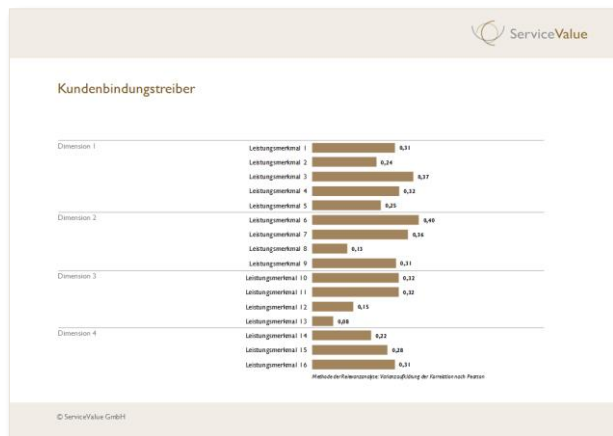 ServiceValue
Kundenbindungstreiber
Dimension 1
Leistungsmerkmal 1 0,31
Leistungsmerkmal 2 0,24
Leistungsmerkmal 3 0,37
Leistungsmerkmal 4 0,32
Leistungsmerkmal 5 0,25
Dimension 2
Leistungsmerkmal 6 0,40
Leistungsmerkmal 7 0,36
Leistungsmerkmal 8 0,13
Leistungsmerkmal 9 0,31
Dimension 3
Leistungsmerkmal 10 0,32
Leistungsmerkmal 11 0,32
Leistungsmerkmal 12 0,15
Leistungsmerkmal 13 0,08
Dimension 4
Leistungsmerkmal 14 0,22
Leistungsmerkmal 15 0,28
Leistungsmerkmal 16 0,31
Methode der Relevanzanalyse: Varianzaufklärung der Korrelation nach Pearson
© ServiceValue GmbH